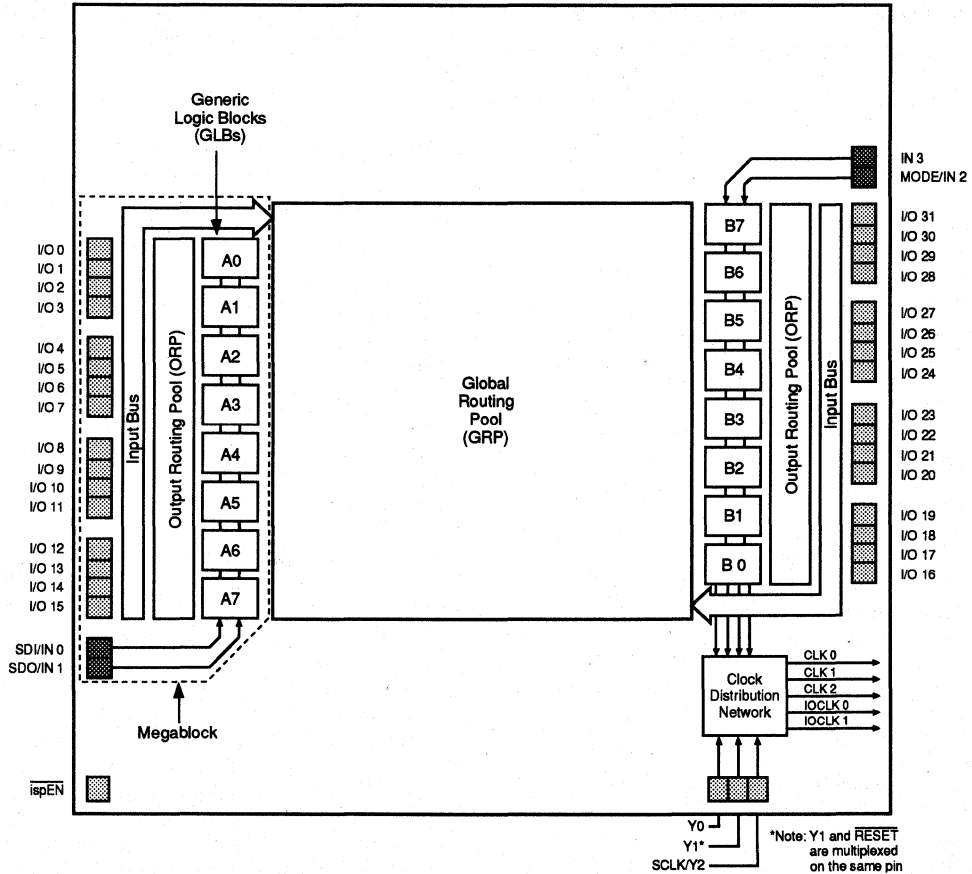 Generic
Logic Blocks
(GLBs)
IN 3
MODE/IN 2
I/O 0
I/O 1
I/O 2
I/O 3
I/O 4
I/O 5
I/O 6
I/O 7
I/O 8
I/O 9
I/O 10
I/O 11
I/O 12
I/O 13
I/O 14
I/O 15
SDI/IN 0
SDO/IN 1
Input Bus
Output Routing Pool (ORP)
A0
A1
A2
A3
A4
A5
A6
A7
Megablock
ispEN
Global
Routing
Pool
(GRP)
B7
B6
B5
B4
B3
B2
B1
B 0
Output Routing Pool (ORP)
Input Bus
I/O 31
I/O 30
I/O 29
I/O 28
I/O 27
I/O 26
I/O 25
I/O 24
I/O 23
I/O 22
I/O 21
I/O 20
I/O 19
I/O 18
I/O 17
I/O 16
Clock
Distribution
Network
CLK 0
CLK 1
CLK 2
IOCLK 0
IOCLK 1
Y0
Y1*
SCLK/Y2
*Note: Y1 and RESET
are multiplexed
on the same pin